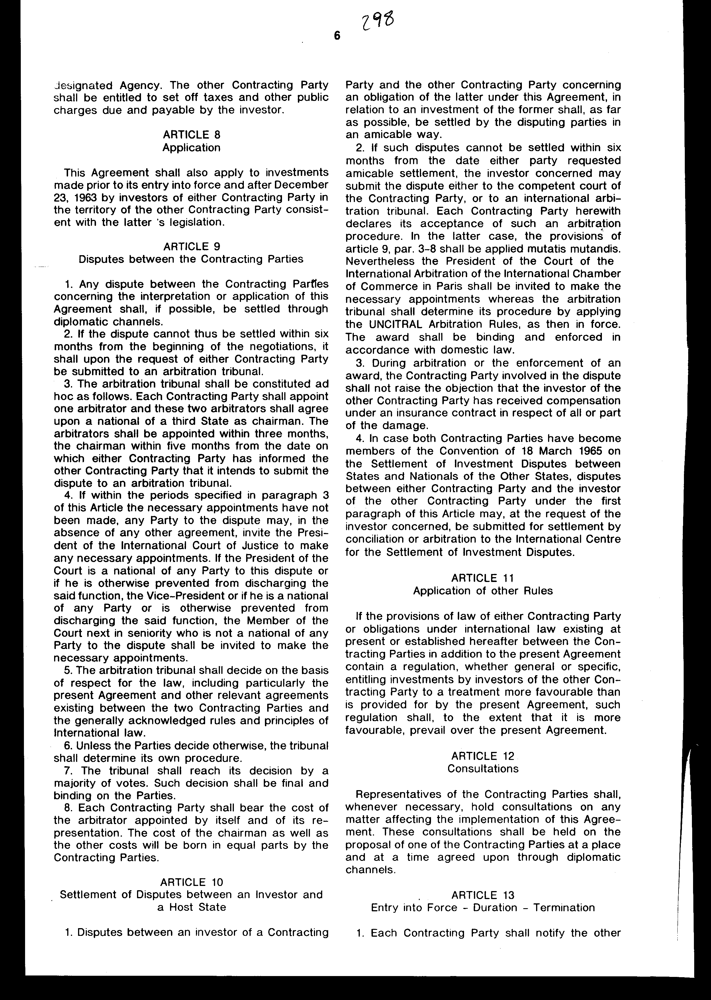 298
6
designated Agency. The other Contracting Party
shall be entitled to set off taxes and other public
charges due and payable by the investor.
ARTICLE 8
Application
This Agreement shall also apply to investments
made prior to its entry into force and after December
23, 1963 by investors of either Contracting Party in
the territory of the other Contracting Party consist-
ent with the latter 's legislation.
ARTICLE 9
Disputes between the Contracting Parties
1. Any dispute between the Contracting Parties
concerning the interpretation or application of this
Agreement shall, if possible, be settled through
diplomatic channels.
2. If the dispute cannot thus be settled within six
months from the beginning of the negotiations, it
shall upon the request of either Contracting Party
be submitted to an arbitration tribunal.
3. The arbitration tribunal shall be constituted ad
hoc as follows. Each Contracting Party shall appoint
one arbitrator and these two arbitrators shall agree
upon a national of a third State as chairman. The
arbitrators shall be appointed within three months,
the chairman within five months from the date on
which either Contracting Party has informed the
other Contracting Party that it intends to submit the
dispute to an arbitration tribunal.
4. If within the periods specified in paragraph 3
of this Article the necessary appointments have not
been made, any Party to the dispute may, in the
absence of any other agreement, invite the Presi-
dent of the International Court of Justice to make
any necessary appointments. If the President of the
Court is a national of any Party to this dispute or
if he is otherwise prevented from discharging the
said function, the Vice-President or if he is a national
of any Party or is otherwise prevented from
discharging the said function, the Member of the
Court next in seniority who is not a national of any
Party to the dispute shall be invited to make the
necessary appointments.
5. The arbitration tribunal shall decide on the basis
of respect for the law, including particularly the
present Agreement and other relevant agreements
existing between the two Contracting Parties and
the generally acknowledged rules and principles of
International law.
6. Unless the Parties decide otherwise, the tribunal
shall determine its own procedure.
7. The tribunal shall reach its decision by a
majority of votes. Such decision shall be final and
binding on the Parties.
8. Each Contracting Party shall bear the cost of
the arbitrator appointed by itself and of its re-
presentation. The cost of the chairman as well as
the other costs will be born in equal parts by the
Contracting Parties.
ARTICLE 10
Settlement of Disputes between an Investor and
a Host State
1. Disputes between an investor of a Contracting
Party and the other Contracting Party concerning
an obligation of the latter under this Agreement, in
relation to an investment of the former shall, as far
as possible, be settled by the disputing parties in
an amicable way.
2. If such disputes cannot be settled within six
months from the date either party requested
amicable settlement, the investor concerned may
submit the dispute either to the competent court of
the Contracting Party, or to an international arbi-
tration tribunal. Each Contracting Party herewith
declares its acceptance of such an arbitration
procedure. In the latter case, the provisions of
article 9, par. 3-8 shall be applied mutatis mutandis.
Nevertheless the President of the Court of the
International Arbitration of the International Chamber
of Commerce in Paris shall be invited to make the
necessary appointments whereas the arbitration
tribunal shall determine its procedure by applying
the UNCITRAL Arbitration Rules, as then in force.
The award shall be binding and enforced in
accordance with domestic law.
3. During arbitration or the enforcement of an
award, the Contracting Party involved in the dispute
shall not raise the objection that the investor of the
other Contracting Party has received compensation
under an insurance contract in respect of all or part
of the damage.
4. In case both Contracting Parties have become
members of the Convention of 18 March 1965 on
the Settlement of Investment Disputes between
States and Nationals of the Other States, disputes
between either Contracting Party and the investor
of the other Contracting Party under the first
paragraph of this Article may, at the request of the
investor concerned, be submitted for settlement by
conciliation or arbitration to the International Centre
for the Settlement of Investment Disputes.
ARTICLE 11
Application of other Rules
If the provisions of law of either Contracting Party
or obligations under international law existing at
present or established hereafter between the Con-
tracting Parties in addition to the present Agreement
contain a regulation, whether general or specific,
entitling investments by investors of the other Con-
tracting Party to a treatment more favourable than
is provided for by the present Agreement, such
regulation shall, to the extent that it is more
favourable, prevail over the present Agreement.
ARTICLE 12
Consultations
Representatives of the Contracting Parties shall,
whenever necessary, hold consultations on any
matter affecting the implementation of this Agree-
ment. These consultations shall be held on the
proposal of one of the Contracting Parties at a place
and at a time agreed upon through diplomatic
channels.
ARTICLE 13
Entry into Force - Duration - Termination
1. Each Contracting Party shall notify the other